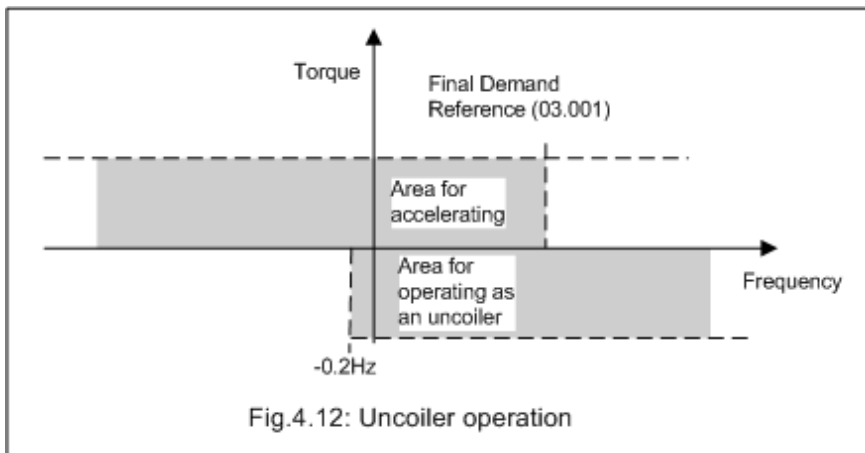 Torque
Final Demand
Reference (03.001)
Area for
accelerating
Area for
operating as
an uncoiler
Frequency
-0.2Hz
Fig.4.12: Uncoiler operation